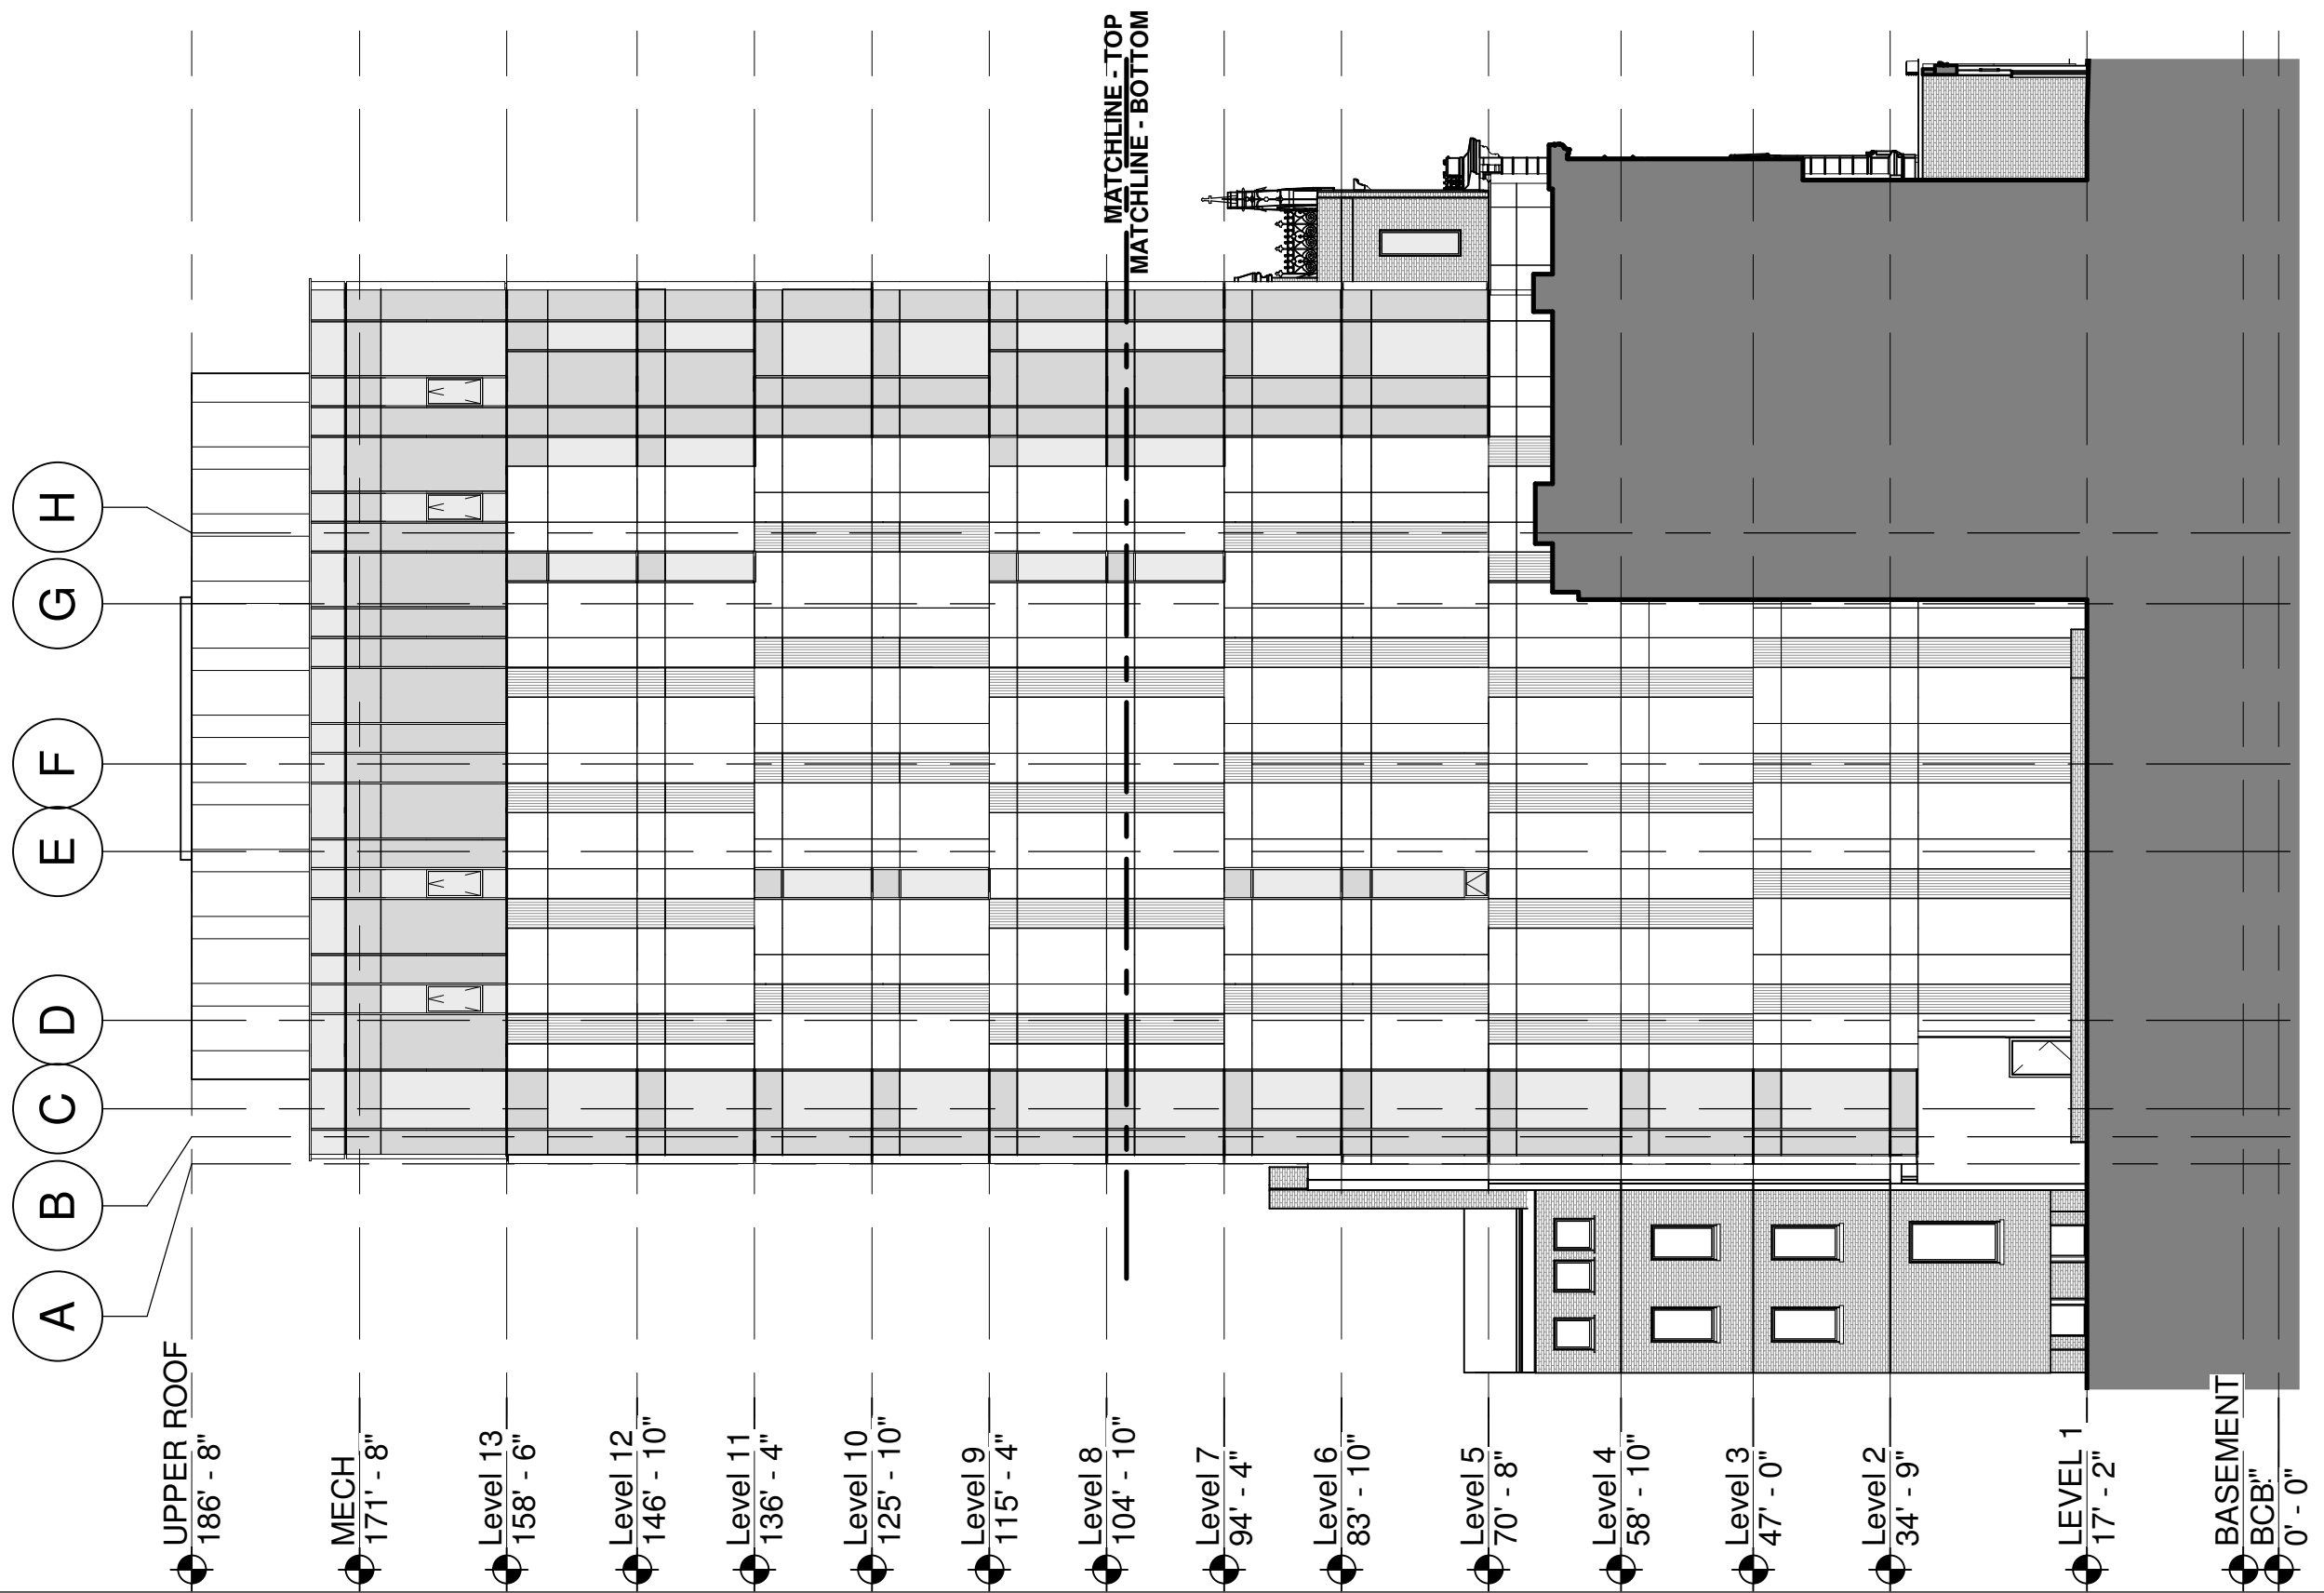 A
B
C
D
E
F
G
H
UPPER ROOF
186' - 8"
MECH
171' - 8"
Level 13
158' - 6"
Level 12
146' - 10"
Level 11
136' - 4"
Level 10
125' - 10"
Level 9
115' - 4"
Level 8
104' - 10"
MATCHLINE - TOP
MATCHLINE - BOTTOM
Level 7
94' - 4"
Level 6
83' - 10"
Level 5
70' - 8"
Level 4
58' - 10"
Level 3
47' - 0"
Level 2
34' - 9"
LEVEL 1
17' - 2"
BASEMENT
BCB
0' - 0"